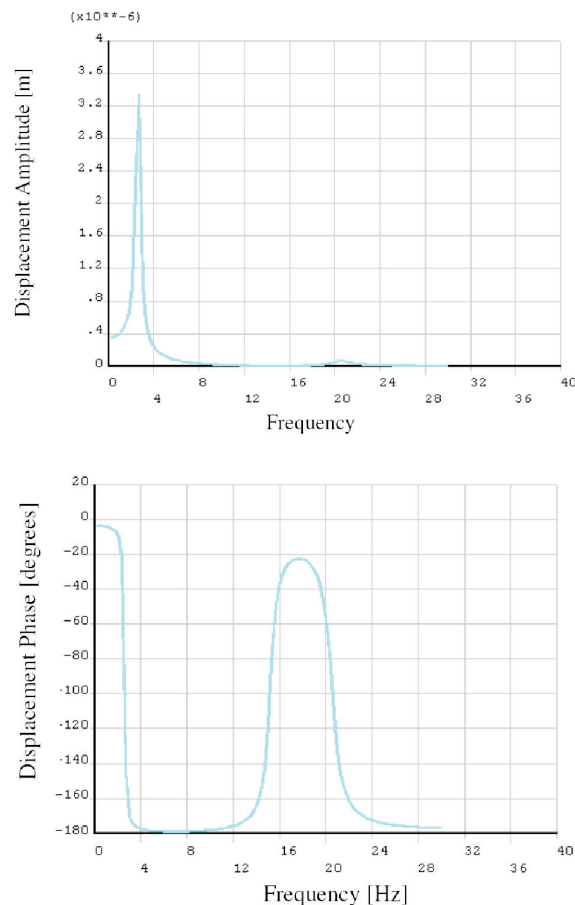 (x10**-6)
Displacement Amplitude [m]
4
3.6
3.2
2.8
2.4
2
1.6
1.2
.8
.4
0
0 8 16 24 32 40
4 12 20 28 36
Frequency
Displacement Phase [degrees]
20
0
-20
-40
-60
-80
-100
-120
-140
-160
-180
0 8 16 24 32 40
4 12 20 28 36
Frequency [Hz]